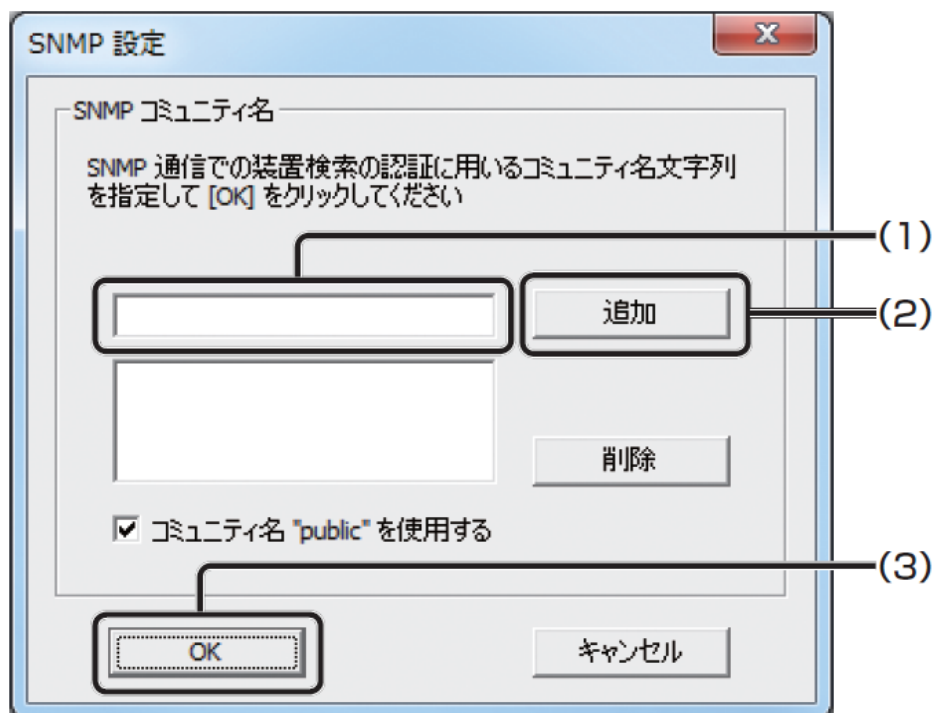 SNMP 設定
SNMP コミュニティ名
SNMP 通信での装置検索の認証に用いるコミュニティ名文字列
を指定して [OK] をクリックしてください
(1)
追加
(2)
削除
コミュニティ名 "public" を使用する
(3)
OK
キャンセル